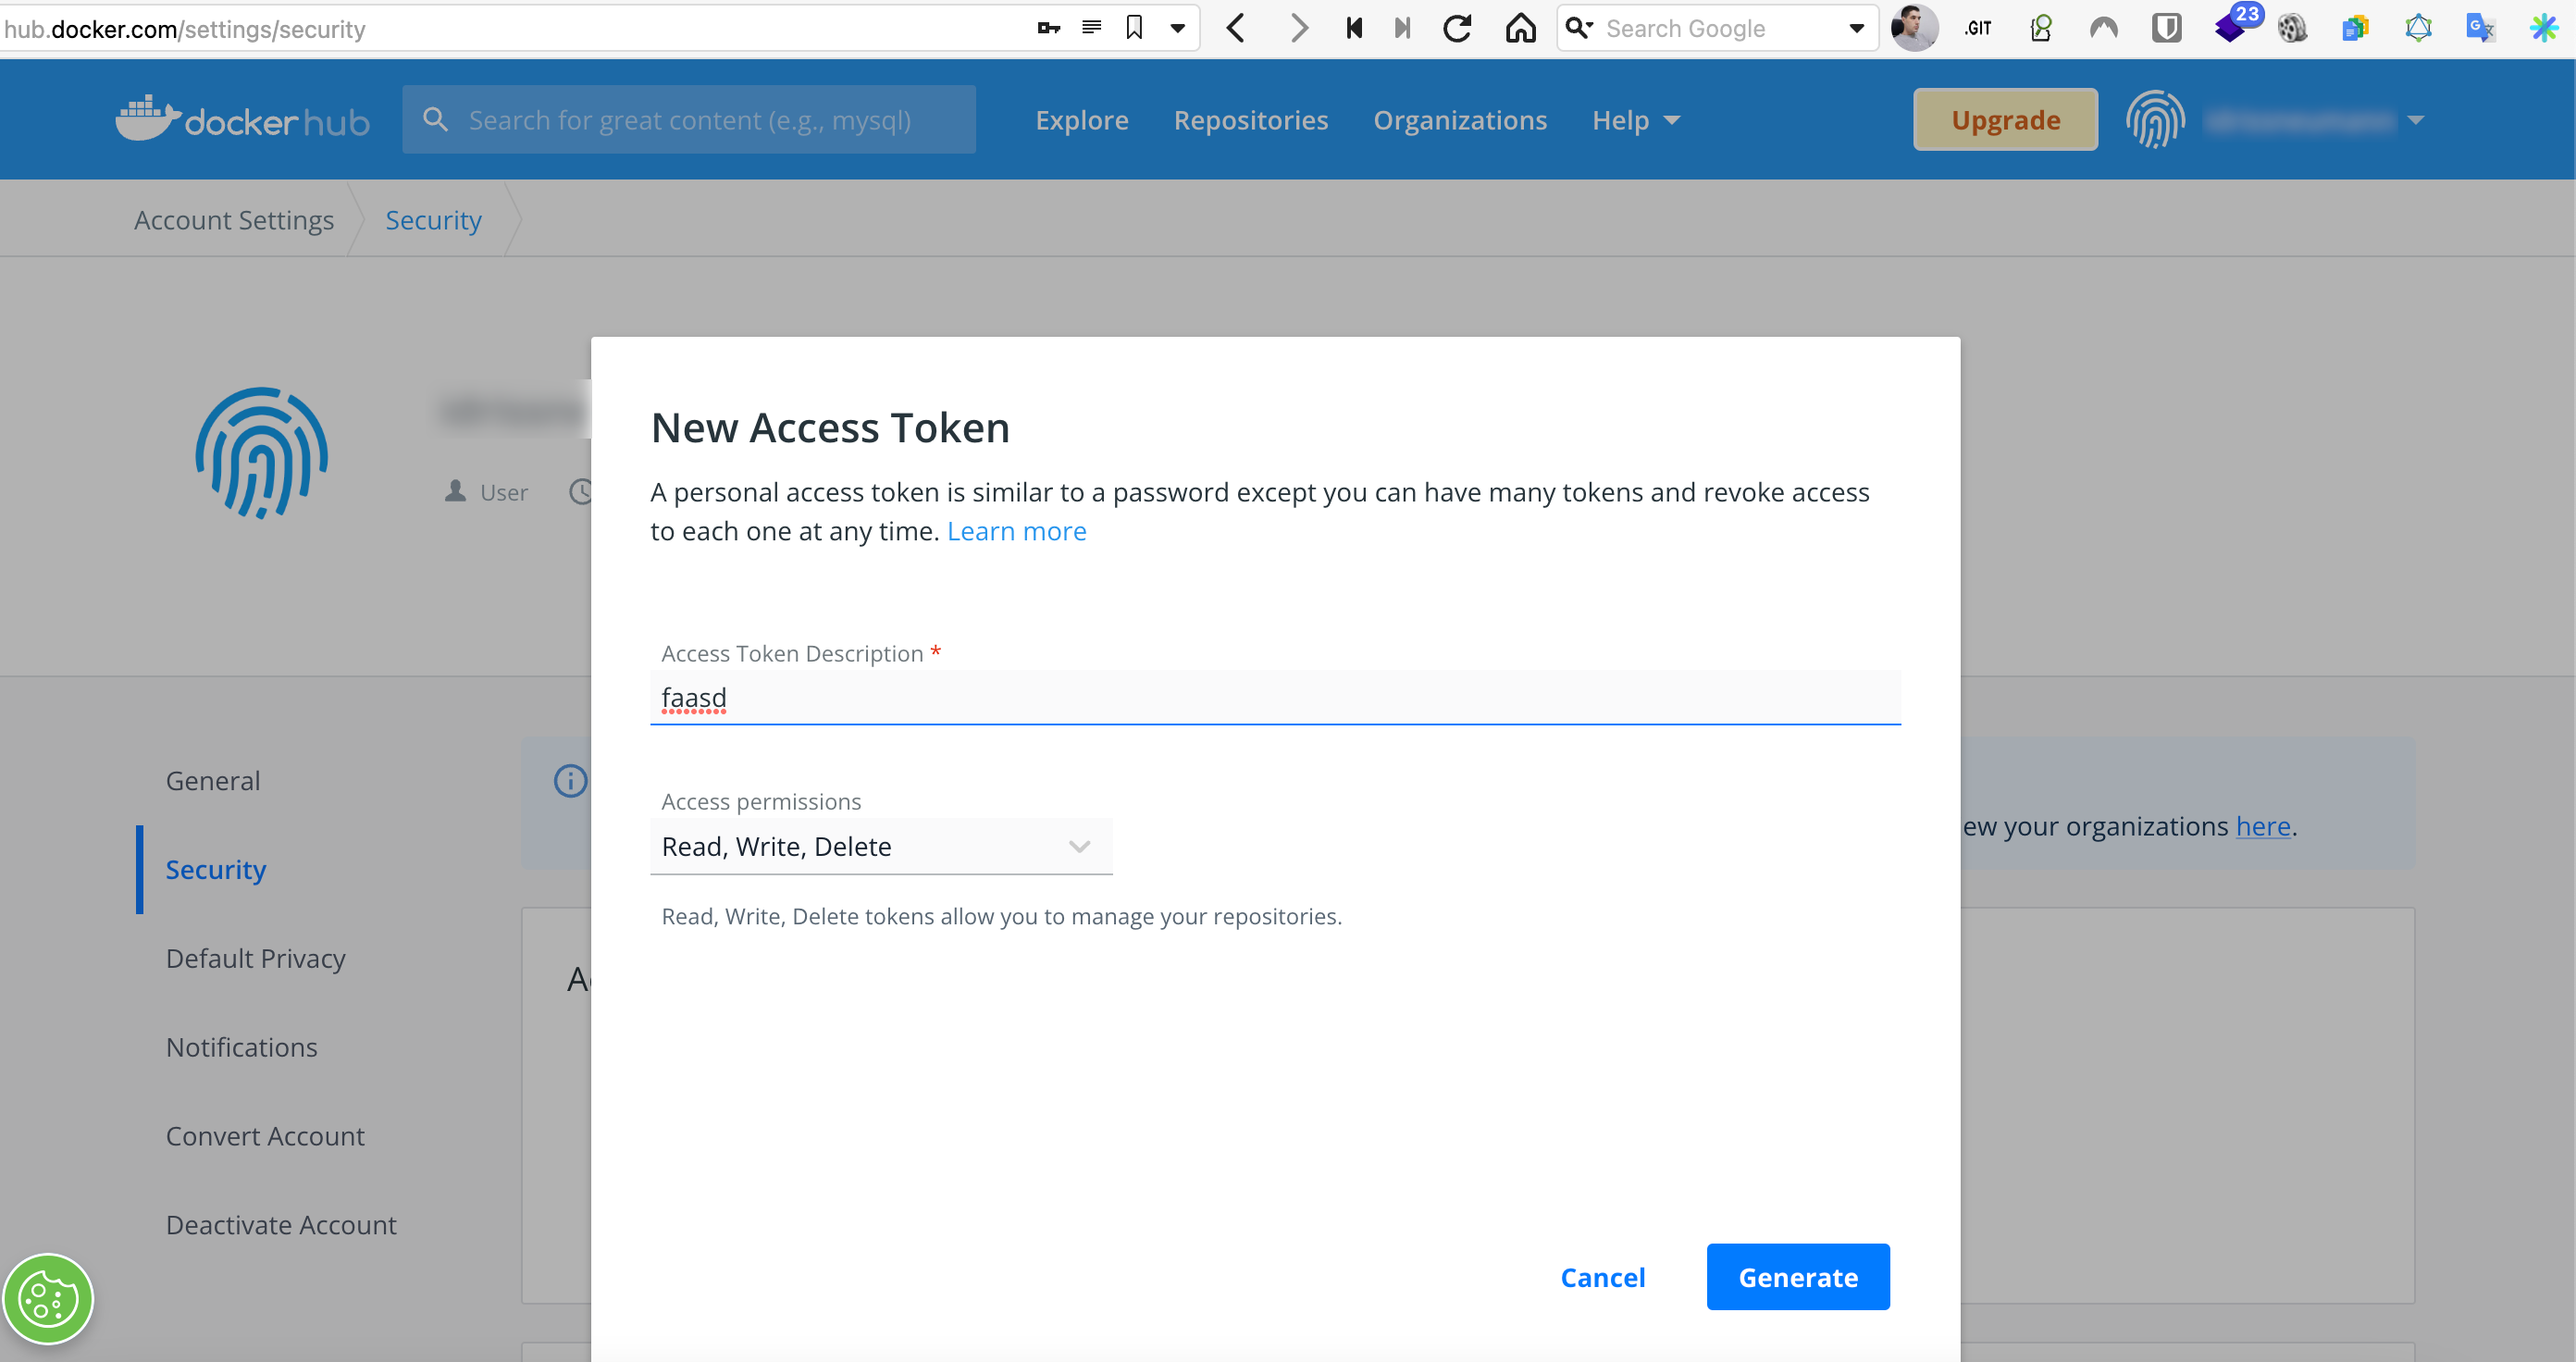 hub.docker.com/settings/security
Search Google
.GIT
23
docker hub
Search for great content (e.g., mysql)
Explore
Repositories
Organizations
Help
Upgrade
Account Settings
Security
User
New Access Token
A personal access token is similar to a password except you can have many tokens and revoke access
to each one at any time. Learn more
Access Token Description *
faasd
Access permissions
Read, Write, Delete
Read, Write, Delete tokens allow you to manage your repositories.
General
Security
Default Privacy
Notifications
Convert Account
Deactivate Account
ew your organizations here.
Cancel
Generate